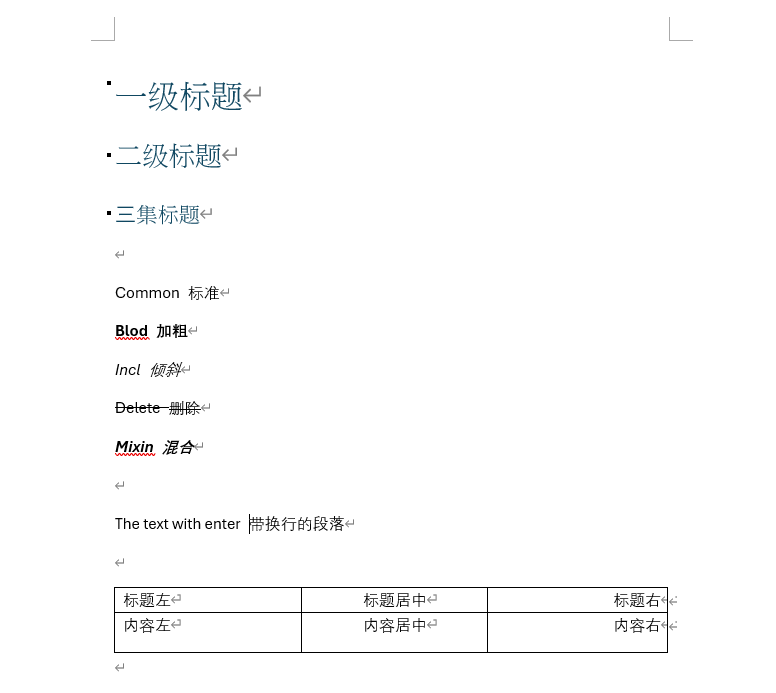 一级标题
二级标题
三集标题
Common 标准
Blod 加粗
Incl 倾斜
Delete 删除
Mixin 混合
The text with enter 带换行的段落
标题左 标题居中 标题右
内容左 内容居中 内容右